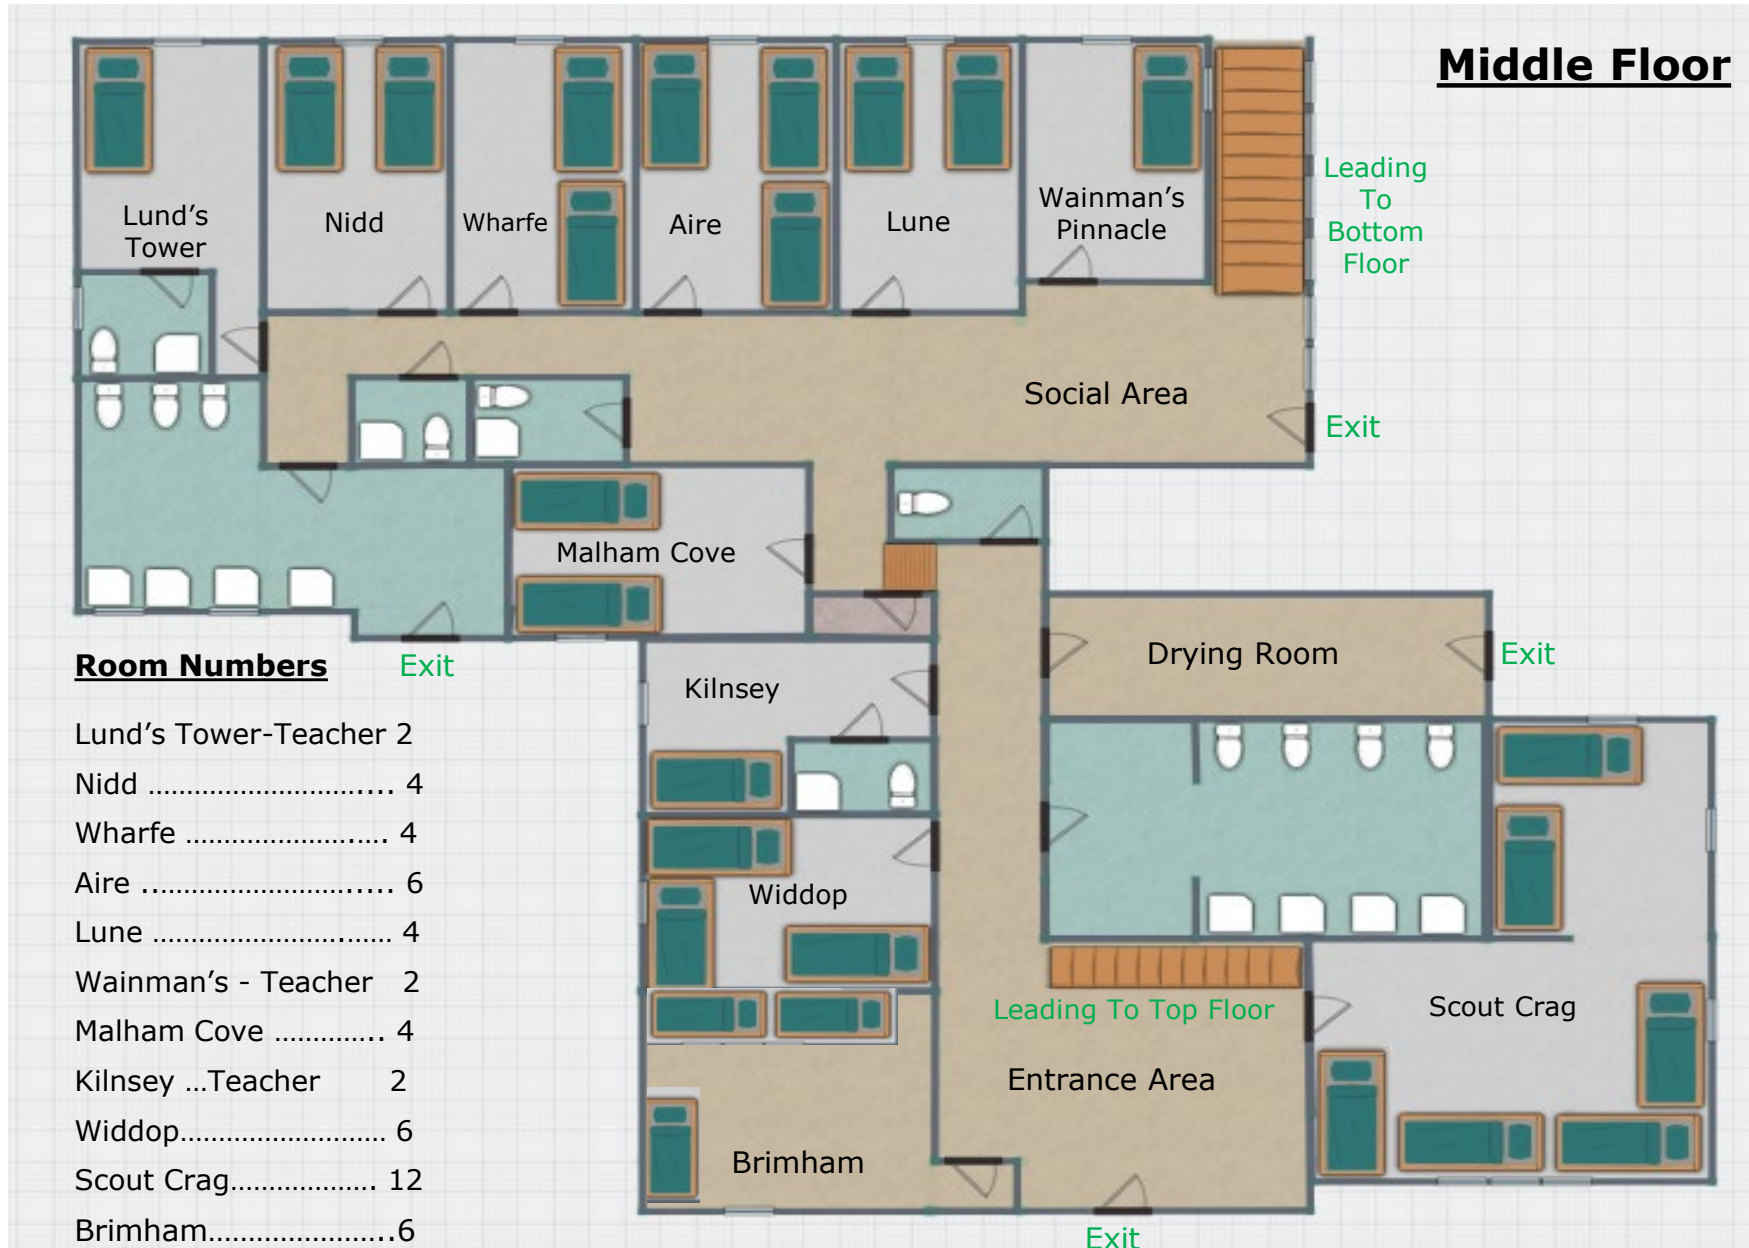 Middle Floor
Leading
To
Bottom
Floor
Lund's
Tower
Nidd
Wharfe
Aire
Lune
Wainman's
Pinnacle
Social Area
Exit
Malham Cove
Drying Room
Exit
Kilnsey
Widdop
Leading To Top Floor
Scout Crag
Entrance Area
Brimham
Exit
Exit
Room Numbers
Lund's Tower-Teacher 2
Nidd ……………………….... 4
Wharfe ………………….…. 4
Aire ..……………………..... 6
Lune …………………….…… 4
Wainman's - Teacher 2
Malham Cove ………….. 4
Kilnsey …Teacher 2
Widdop……………………… 6
Scout Crag………………. 12
Brimham…………………..6